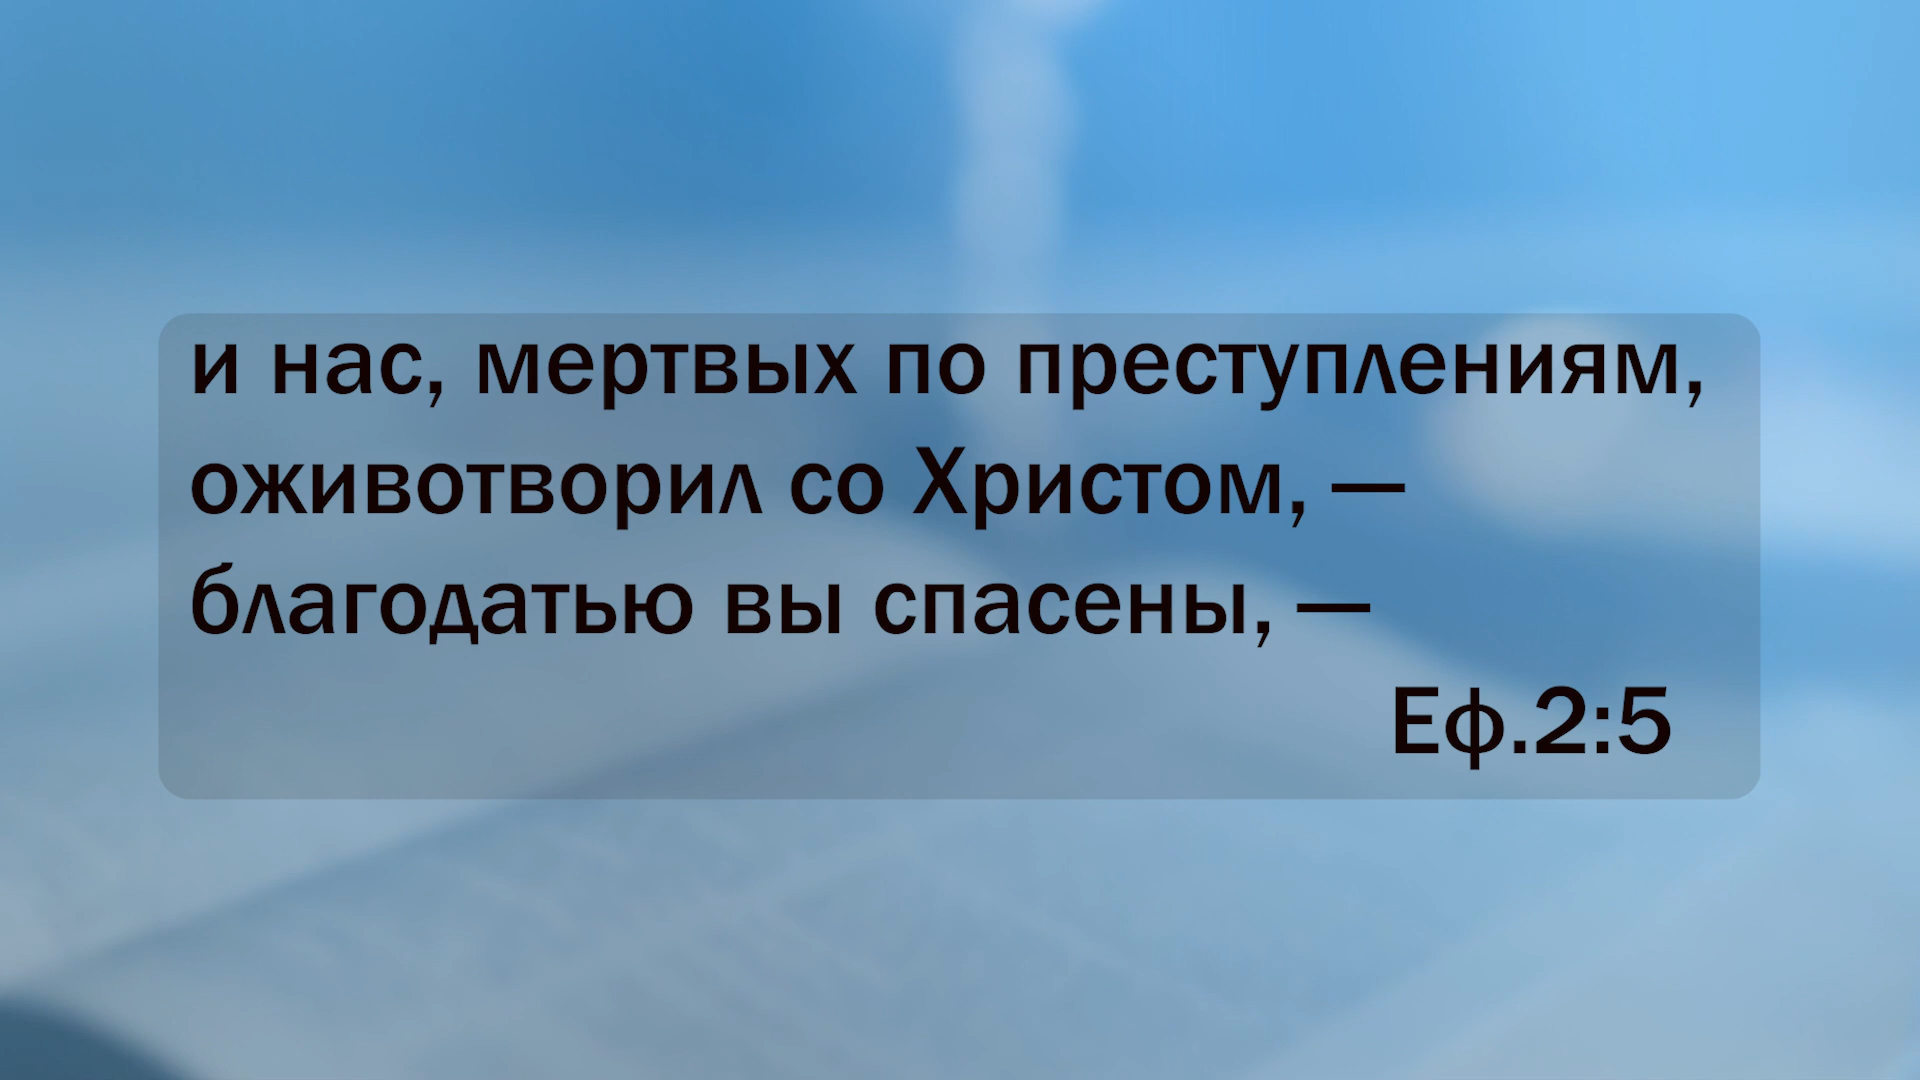 и нас, мертвых по преступлениям,
оживотворил со Христом, —
благодатью вы спасены, —
Еф.2:5